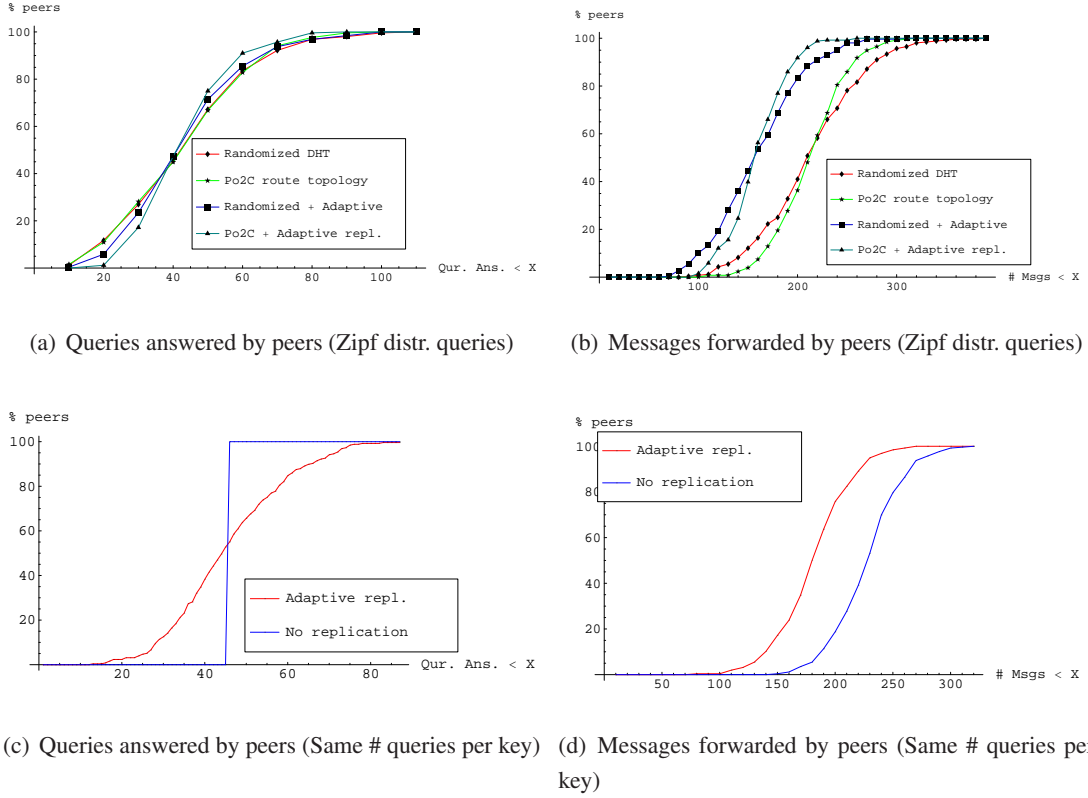 % peers
100
80
60
40
20
20 40 60 80 100
Qur. Ans. < X
Randomized DHT
Po2C route topology
Randomized + Adaptive
Po2C + Adaptive repl.
(a) Queries answered by peers (Zipf distr. queries)
% peers
100
80
60
40
20
100 200 300
# Msgs < X
Randomized DHT
Po2C route topology
Randomized + Adaptive
Po2C + Adaptive repl.
(b) Messages forwarded by peers (Zipf distr. queries)
% peers
100
80
60
40
20
20 40 60 80
Qur. Ans. < X
Adaptive repl.
No replication
(c) Queries answered by peers (Same # queries per key)
% peers
100
80
60
40
20
50 100 150 200 250 300
# Msgs < X
Adaptive repl.
No replication
(d) Messages forwarded by peers (Same # queries per
key)